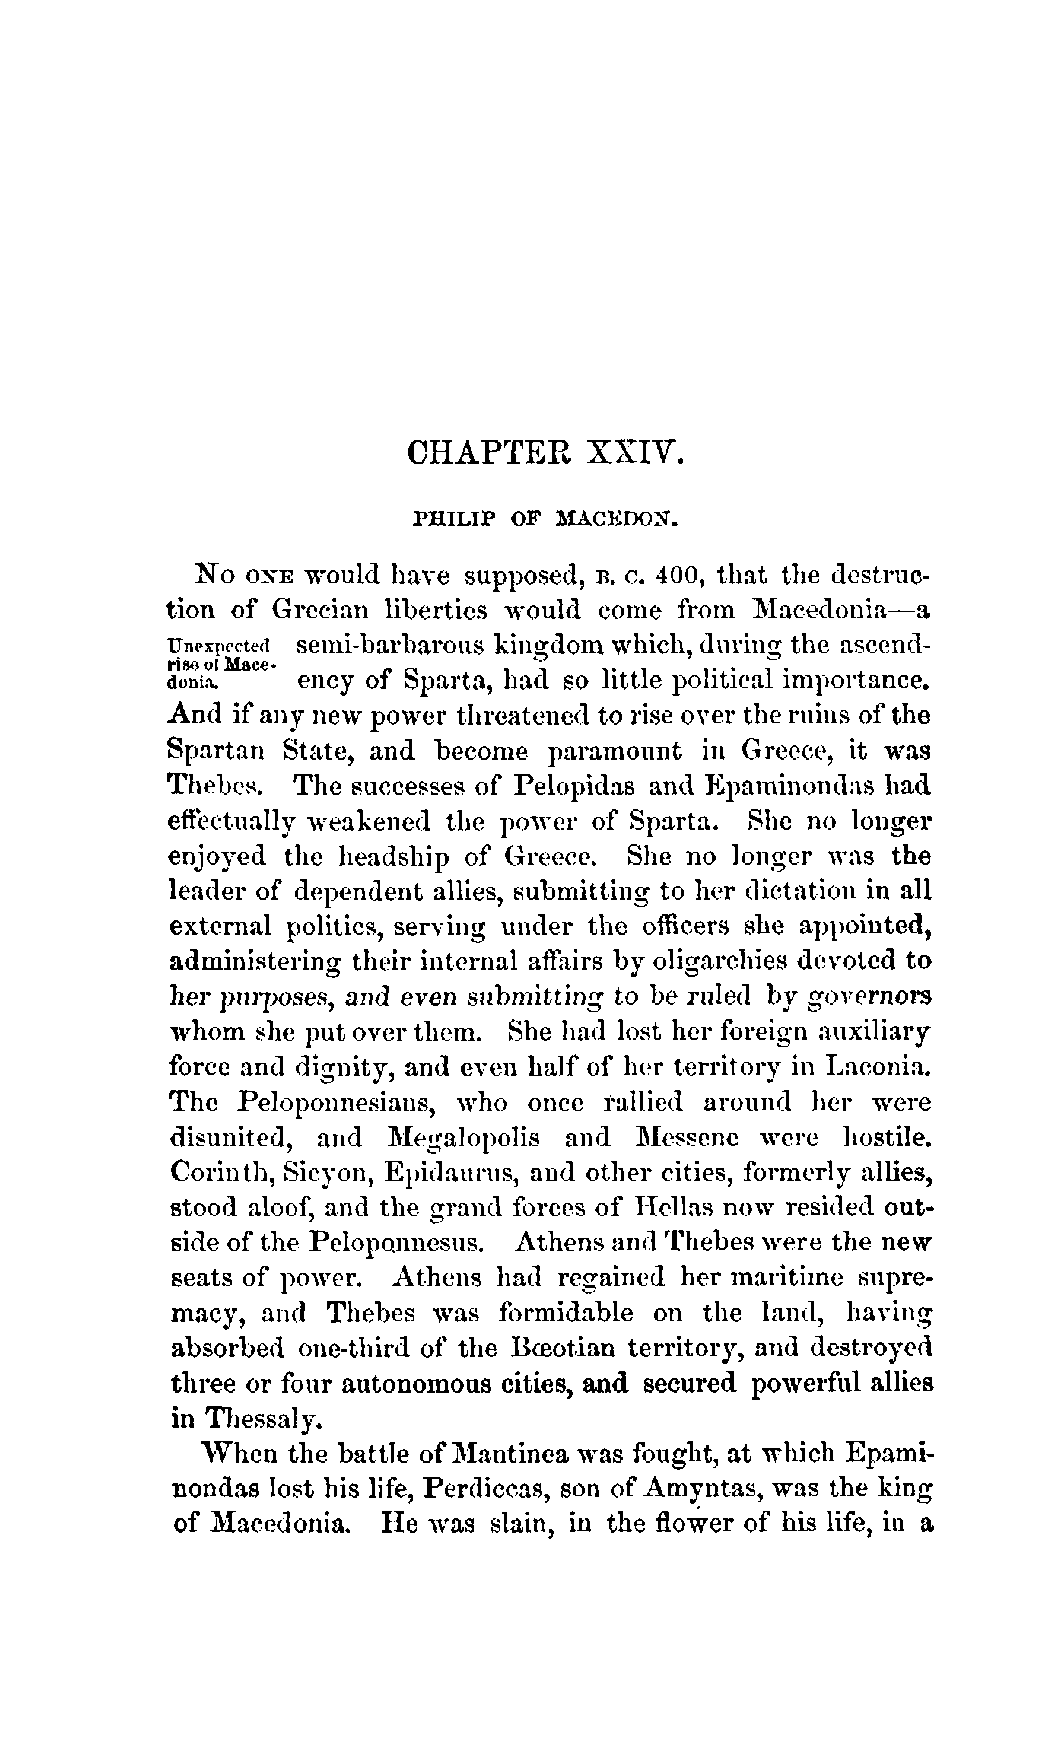 CHAPTER XXIV.
PHILIP OF MACEDON.
No one would have supposed, B. C. 400, that the destruc-
tion of Grecian liberties would come from Macedonia—a
Unexpected
rise of Mace-
donia.
semi-barbarous kingdom which, during the ascend-
ency of Sparta, had so little political importance.
And if any new power threatened to rise over the ruins of the
Spartan State, and become paramount in Greece, it was
Thebes. The successes of Pelopidas and Epaminondas had
effectually weakened the power of Sparta. She no longer
enjoyed the headship of Greece. She no longer was the
leader of dependent allies, submitting to her dictation in all
external politics, serving under the officers she appointed,
administering their internal affairs by oligarchies devoted to
her purposes, and even submitting to be ruled by governors
whom she put over them. She had lost her foreign auxiliary
force and dignity, and even half of her territory in Laconia.
The Peloponnesians, who once rallied around her were
disunited, and Megalopolis and Messene were hostile.
Corinth, Sicyon, Epidaurus, and other cities, formerly allies,
stood aloof, and the grand forces of Hellas now resided out-
side of the Peloponnesus. Athens and Thebes were the new
seats of power. Athens had regained her maritime supre-
macy, and Thebes was formidable on the land, having
absorbed one-third of the Bœotian territory, and destroyed
three or four autonomous cities, and secured powerful allies
in Thessaly.
When the battle of Mantinea was fought, at which Epami-
nondas lost his life, Perdiccas, son of Amyntas, was the king
of Macedonia. He was slain, in the flower of his life, in a